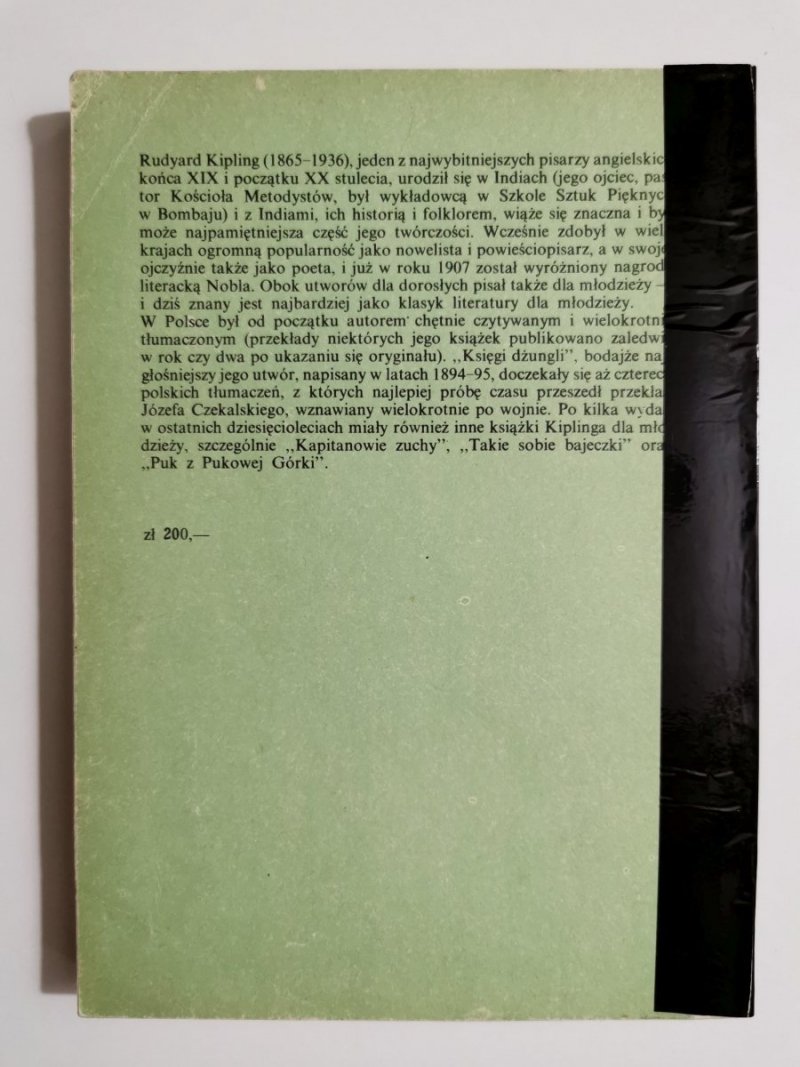 Rudyard Kipling (1865–1936), jeden z najwybitniejszych pisarzy angielskic
końca XIX i początku XX stulecia, urodził się w Indiach (jego ojciec, pas
tor Kościoła Metodystów, był wykładowcą w Szkole Sztuk Pięknyc
w Bombaju) i z Indiami, ich historią i folklorem, wiąże się znaczna i by
może najpamiętniejsza część jego twórczości. Wcześnie zdobył w wiel
krajach ogromną popularność jako nowelista i powieściopisarz, a w swoje
ojczyźnie także jako poeta, i już w roku 1907 został wyróżniony nagrod
literacką Nobla. Obok utworów dla dorosłych pisał także dla młodzieży –
i dziś znany jest najbardziej jako klasyk literatury dla młodzieży.
W Polsce był od początku autorem chętnie czytywanym i wielokrotni
tłumaczonym (przekłady niektórych jego książek publikowano zaledwi
w rok czy dwa po ukazaniu się oryginału). „Księgi dżungli”, bodajże naj
głośniejszy jego utwór, napisany w latach 1894–95, doczekały się aż czterec
polskich tłumaczeń, z których najlepiej próbę czasu przeszedł przekła
Józefa Czekalskiego, wznawiany wielokrotnie po wojnie. Po kilka wyda
w ostatnich dziesięcioleciach miały również inne książki Kiplinga dla mło
dzieży, szczególnie „Kapitanowie zuchy”, „Takie sobie bajeczki” ora
„Puk z Pukowej Górki”.
zł 200,—